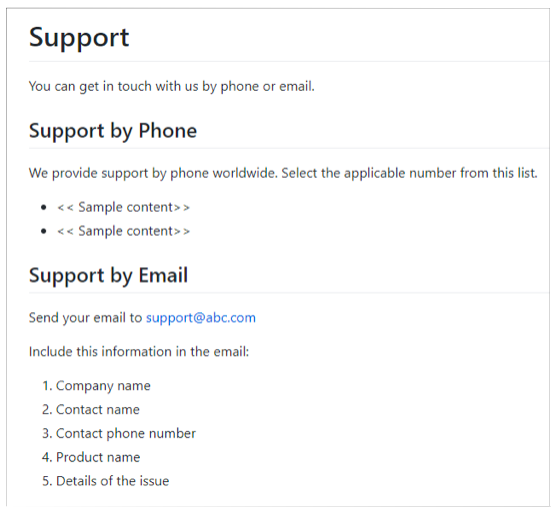 Support
You can get in touch with us by phone or email.
Support by Phone
We provide support by phone worldwide. Select the applicable number from this list.
• << Sample content>>
• << Sample content>>
Support by Email
Send your email to support@abc.com
Include this information in the email:
1. Company name
2. Contact name
3. Contact phone number
4. Product name
5. Details of the issue